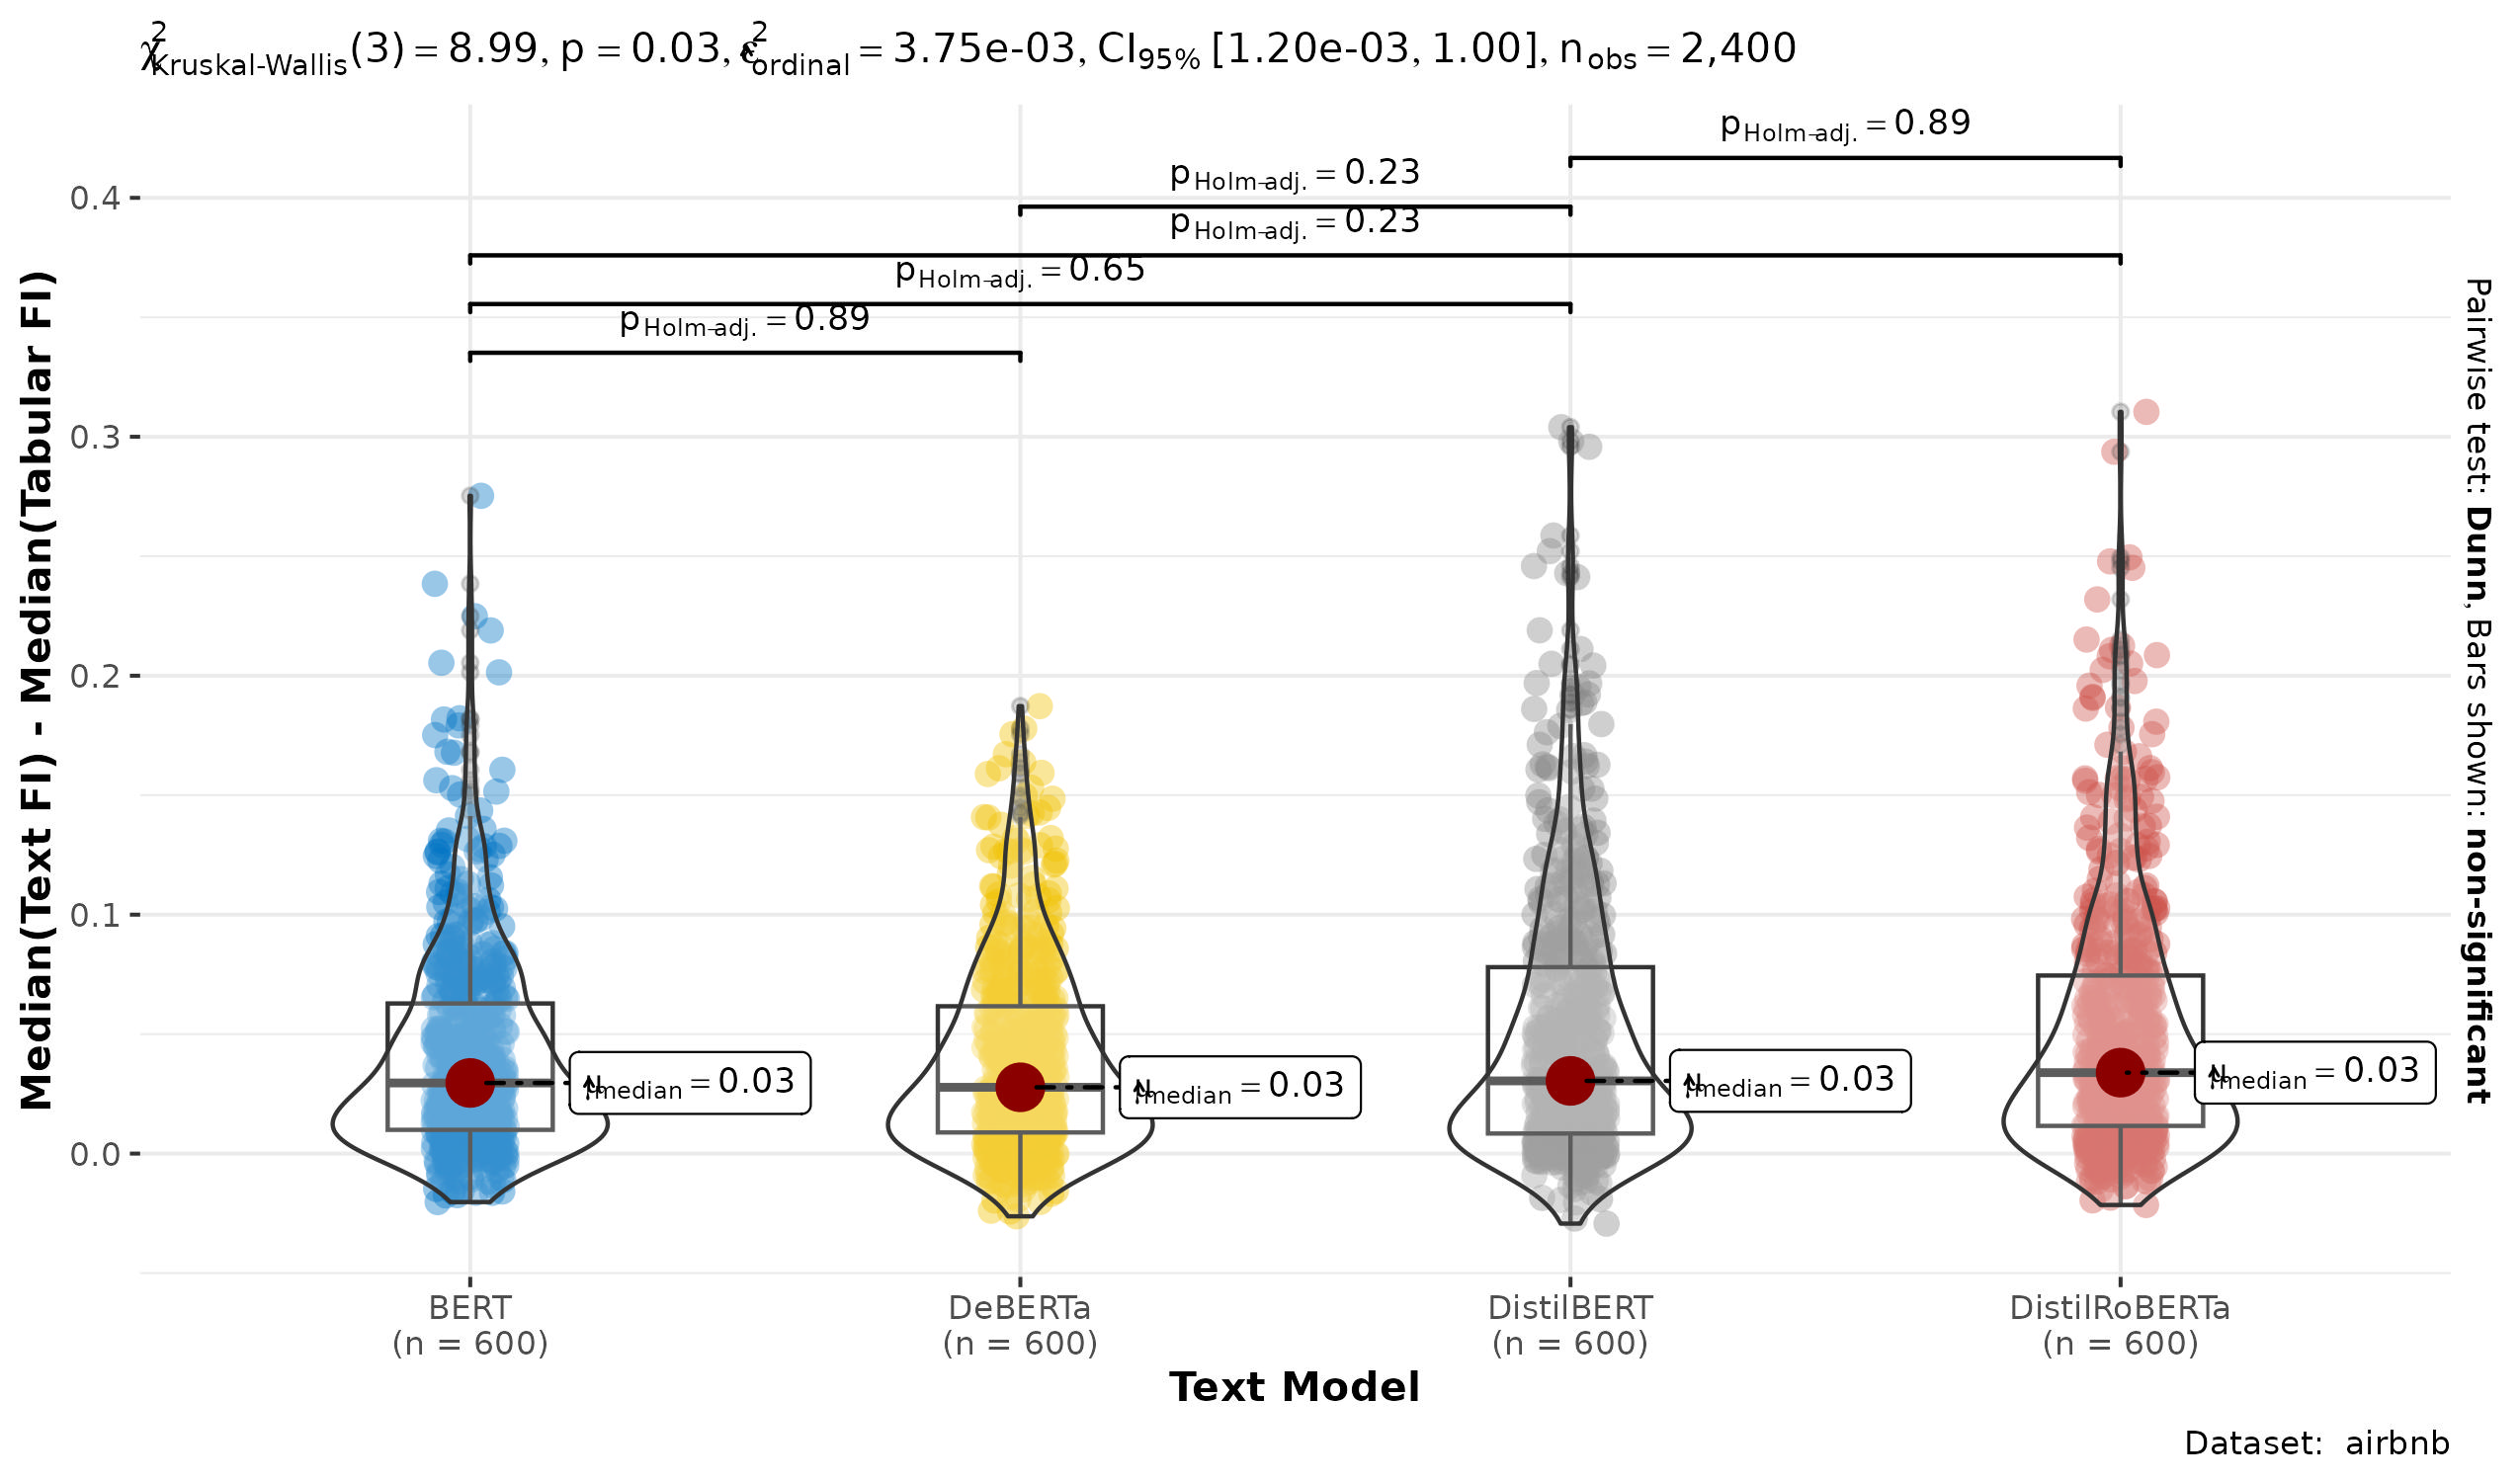 χ²Kruskal-Wallis(3) = 8.99, p = 0.03, ε²ordinal = 3.75e-03, CI95% [1.20e-03, 1.00], nobs = 2,400
pHolm-adj. = 0.89
pHolm-adj. = 0.23
pHolm-adj. = 0.23
pHolm-adj. = 0.65
pHolm-adj. = 0.89
0.4
0.3
0.2
0.1
0.0
Median(Text FI) - Median(Tabular FI)
Pairwise test: Dunn, Bars shown: non-significant
μmedian = 0.03
μmedian = 0.03
μmedian = 0.03
μmedian = 0.03
BERT
(n = 600)
DeBERTa
(n = 600)
DistilBERT
(n = 600)
DistilRoBERTa
(n = 600)
Text Model
Dataset: airbnb